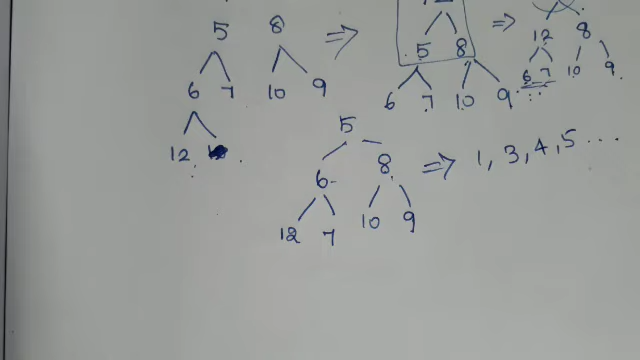 5 8 ⇒ 5 8 ⇒ 12 8
6 7 10 9 6 7 10 9 6 7 10 9
12
5
6 8 ⇒ 1, 3, 4, 5 ...
12 7 10 9